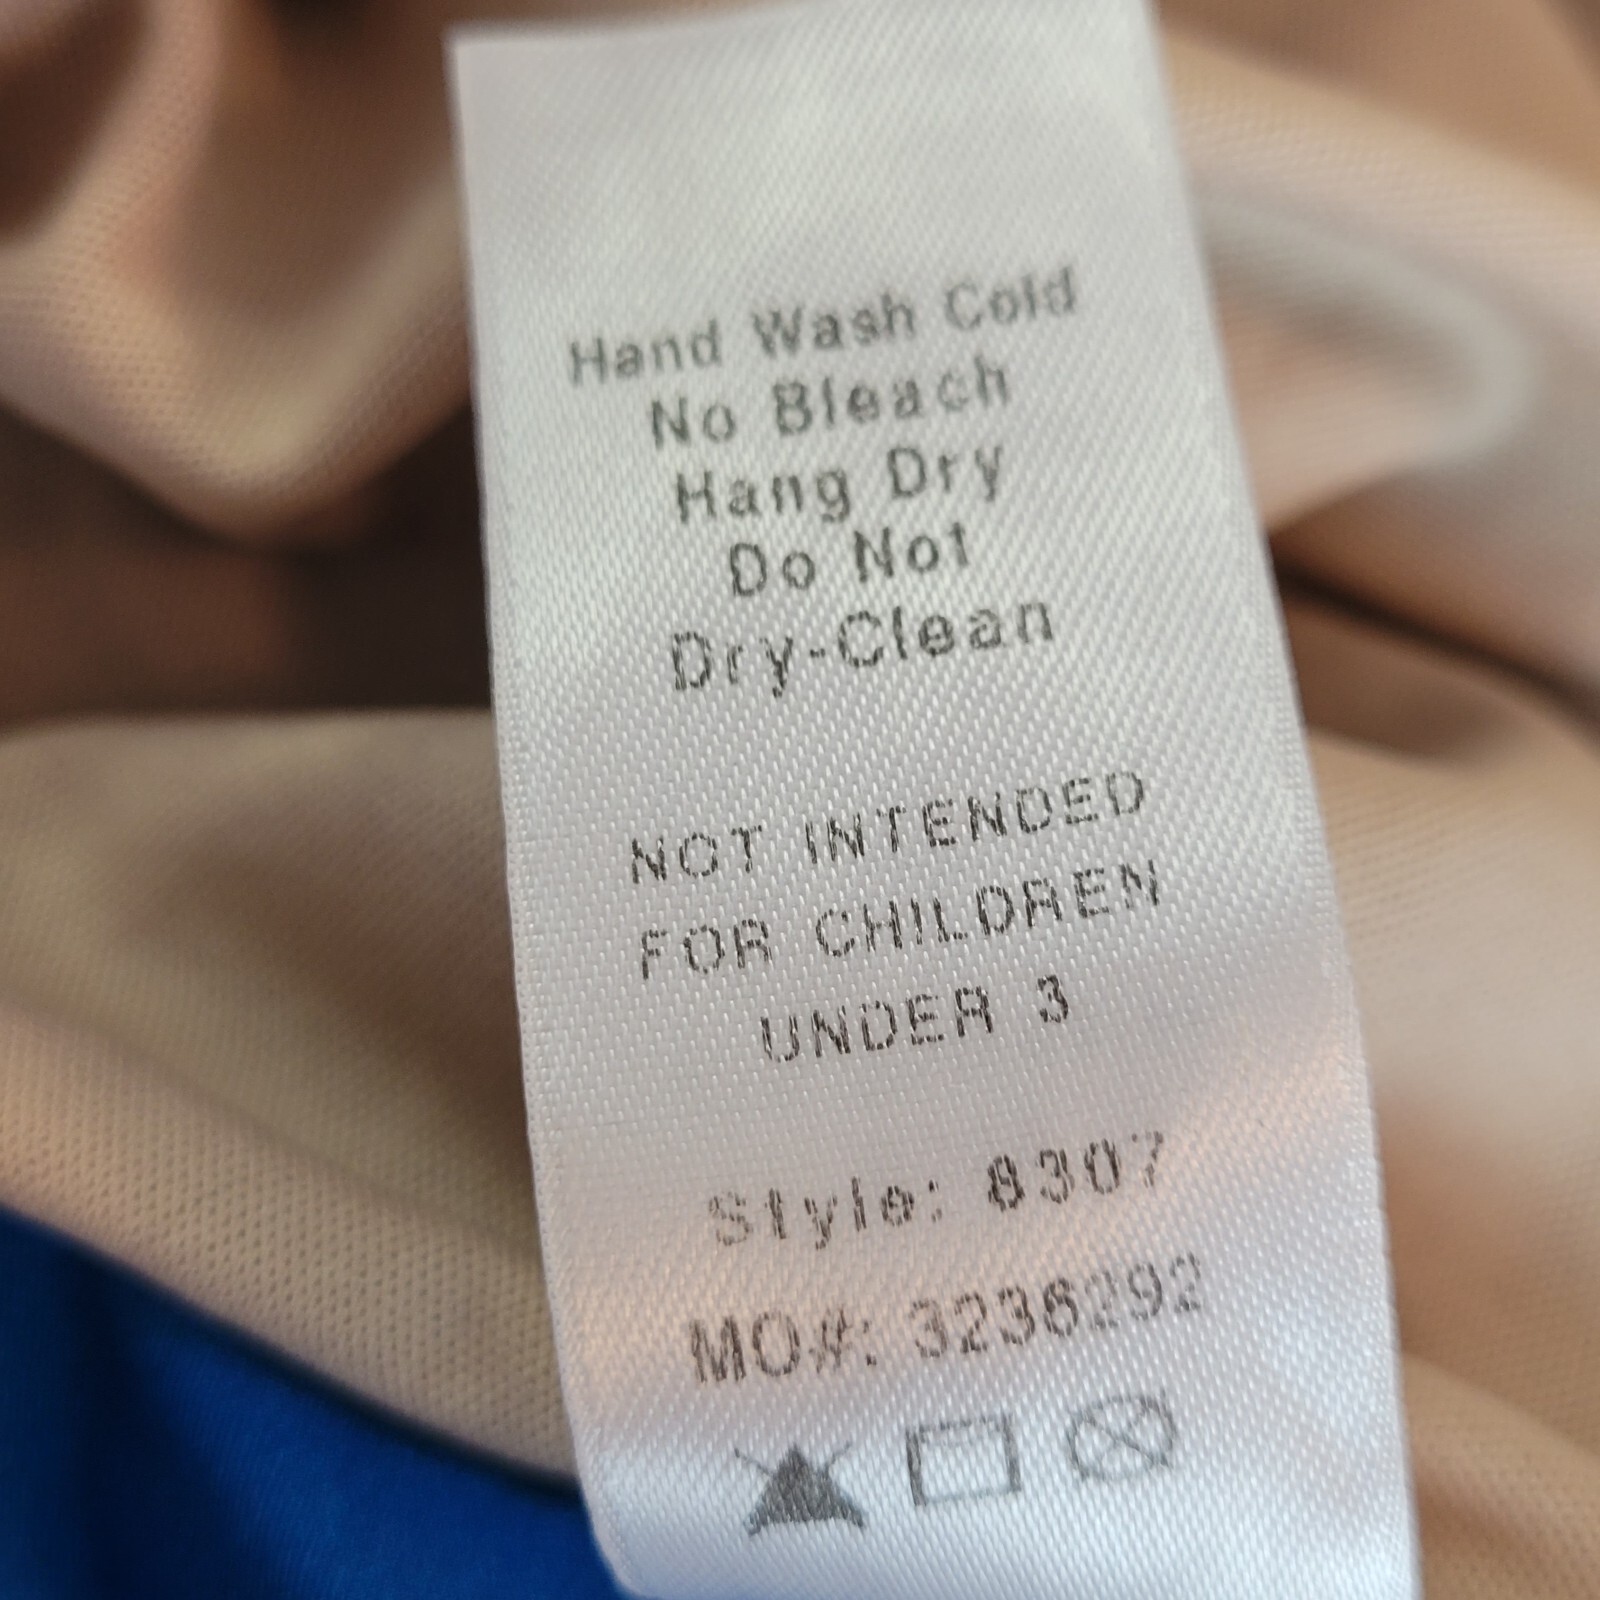 Hand Wash Cold
No Bleach
Hang Dry
Do Not
Dry-Clean
NOT INTENDED
FOR CHILDREN
UNDER 3
Style: 8307
MO#: 3236292